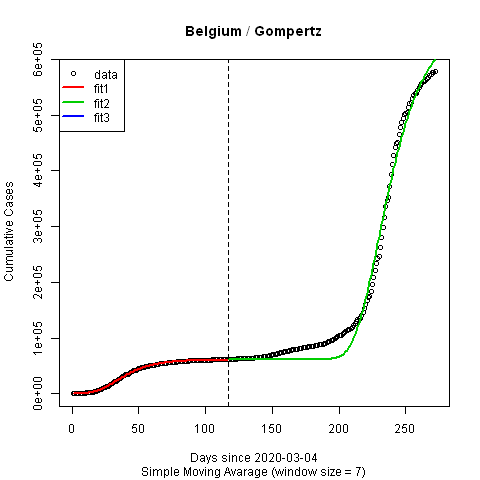 Belgium / Gompertz
data
fit1
fit2
fit3
Cumulative Cases
0e+00
1e+05
2e+05
3e+05
4e+05
5e+05
6e+05
0
50
100
150
200
250
Days since 2020-03-04
Simple Moving Avarage (window size = 7)